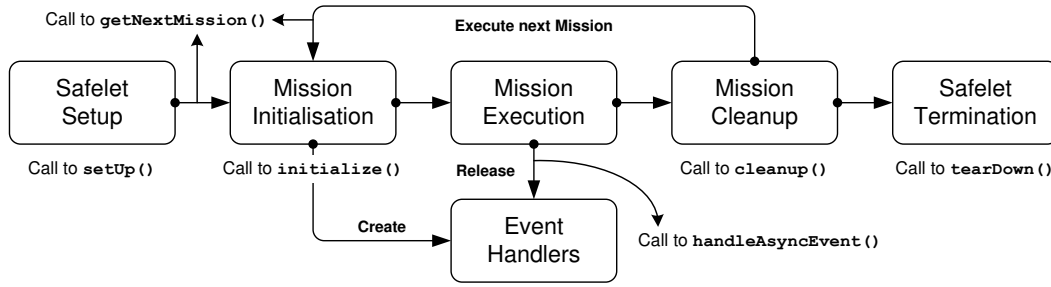 Call to getNextMission()
Execute next Mission
Safelet
Setup
Mission
Initialisation
Mission
Execution
Mission
Cleanup
Safelet
Termination
Call to setUp()
Call to initialize()
Release
Call to cleanup()
Call to tearDown()
Create
Event
Handlers
Call to handleAsyncEvent()